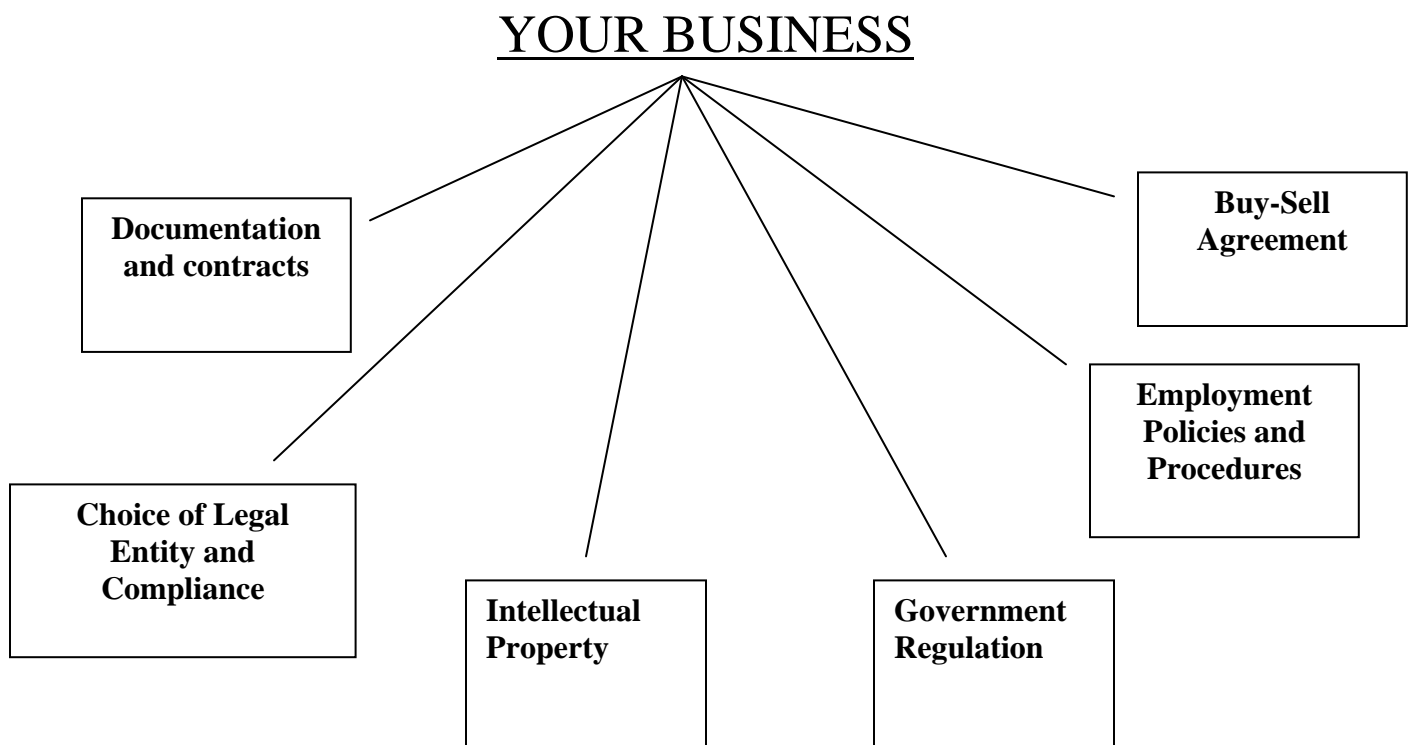 YOUR BUSINESS
Documentation
and contracts
Buy-Sell
Agreement
Employment
Policies and
Procedures
Choice of Legal
Entity and
Compliance
Intellectual
Property
Government
Regulation